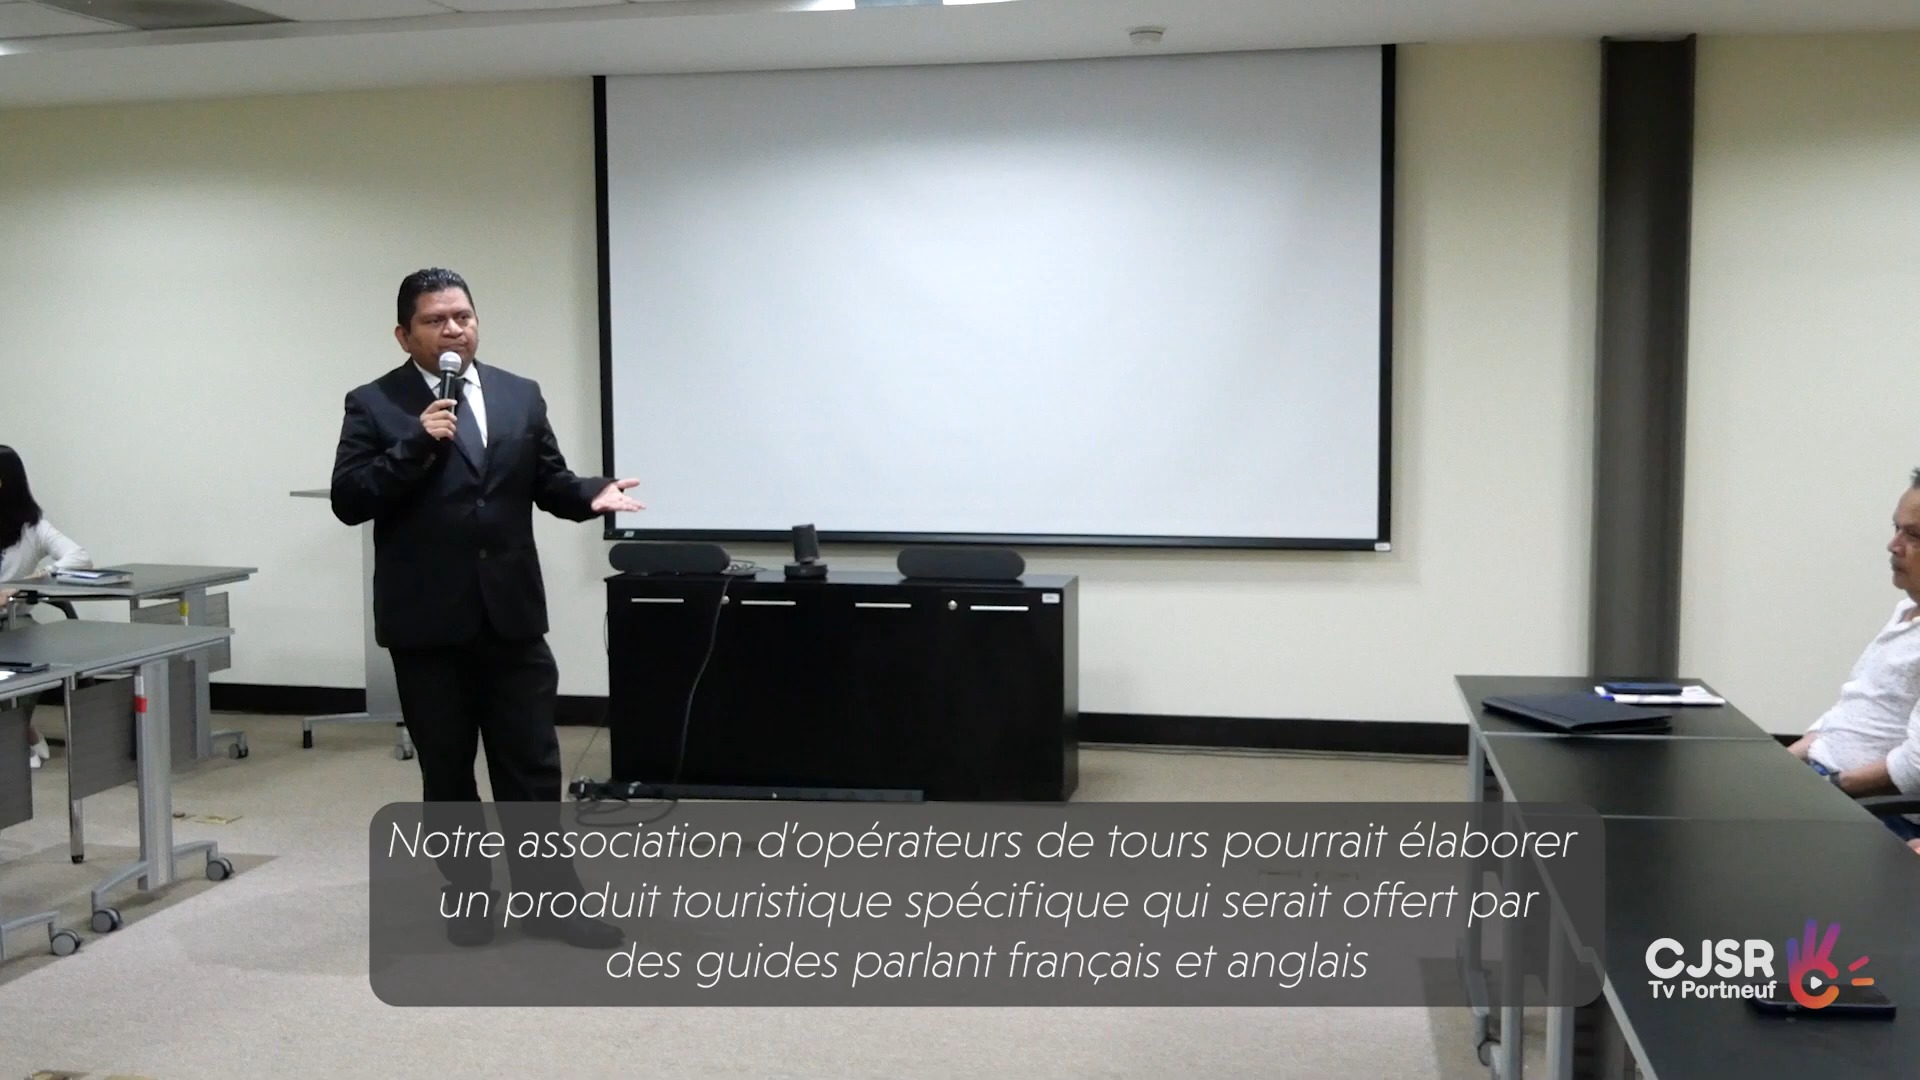 Notre association d'opérateurs de tours pourrait élaborer
un produit touristique spécifique qui serait offert par
des guides parlant français et anglais
CJSR
Tv Portneuf